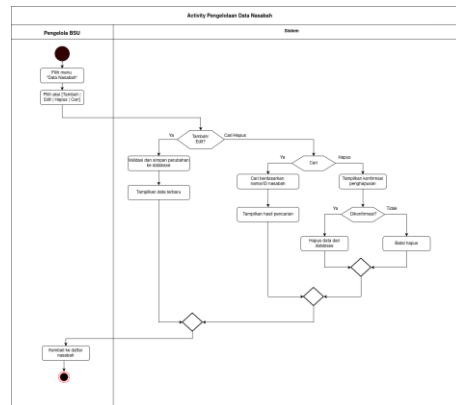 Activity Pengelolaan Data Nasabah
Pengelola BSU
Sistem
Pilih menu
"Data Nasabah"
Pilih aksi [Tambah |
Edit | Hapus | Cari]
Tambah/
Edit?
Ya
Cari/Hapus
Validasi dan simpan perubahan
ke database
Tampilkan data terbaru
Cari
Ya
Hapus
Cari berdasarkan
nama/ID nasabah
Tampilkan hasil pencarian
Tampilkan konfirmasi
penghapusan
Dikonfirmasi?
Ya
Tidak
Hapus data dari
database
Batal hapus
Kembali ke daftar
nasabah